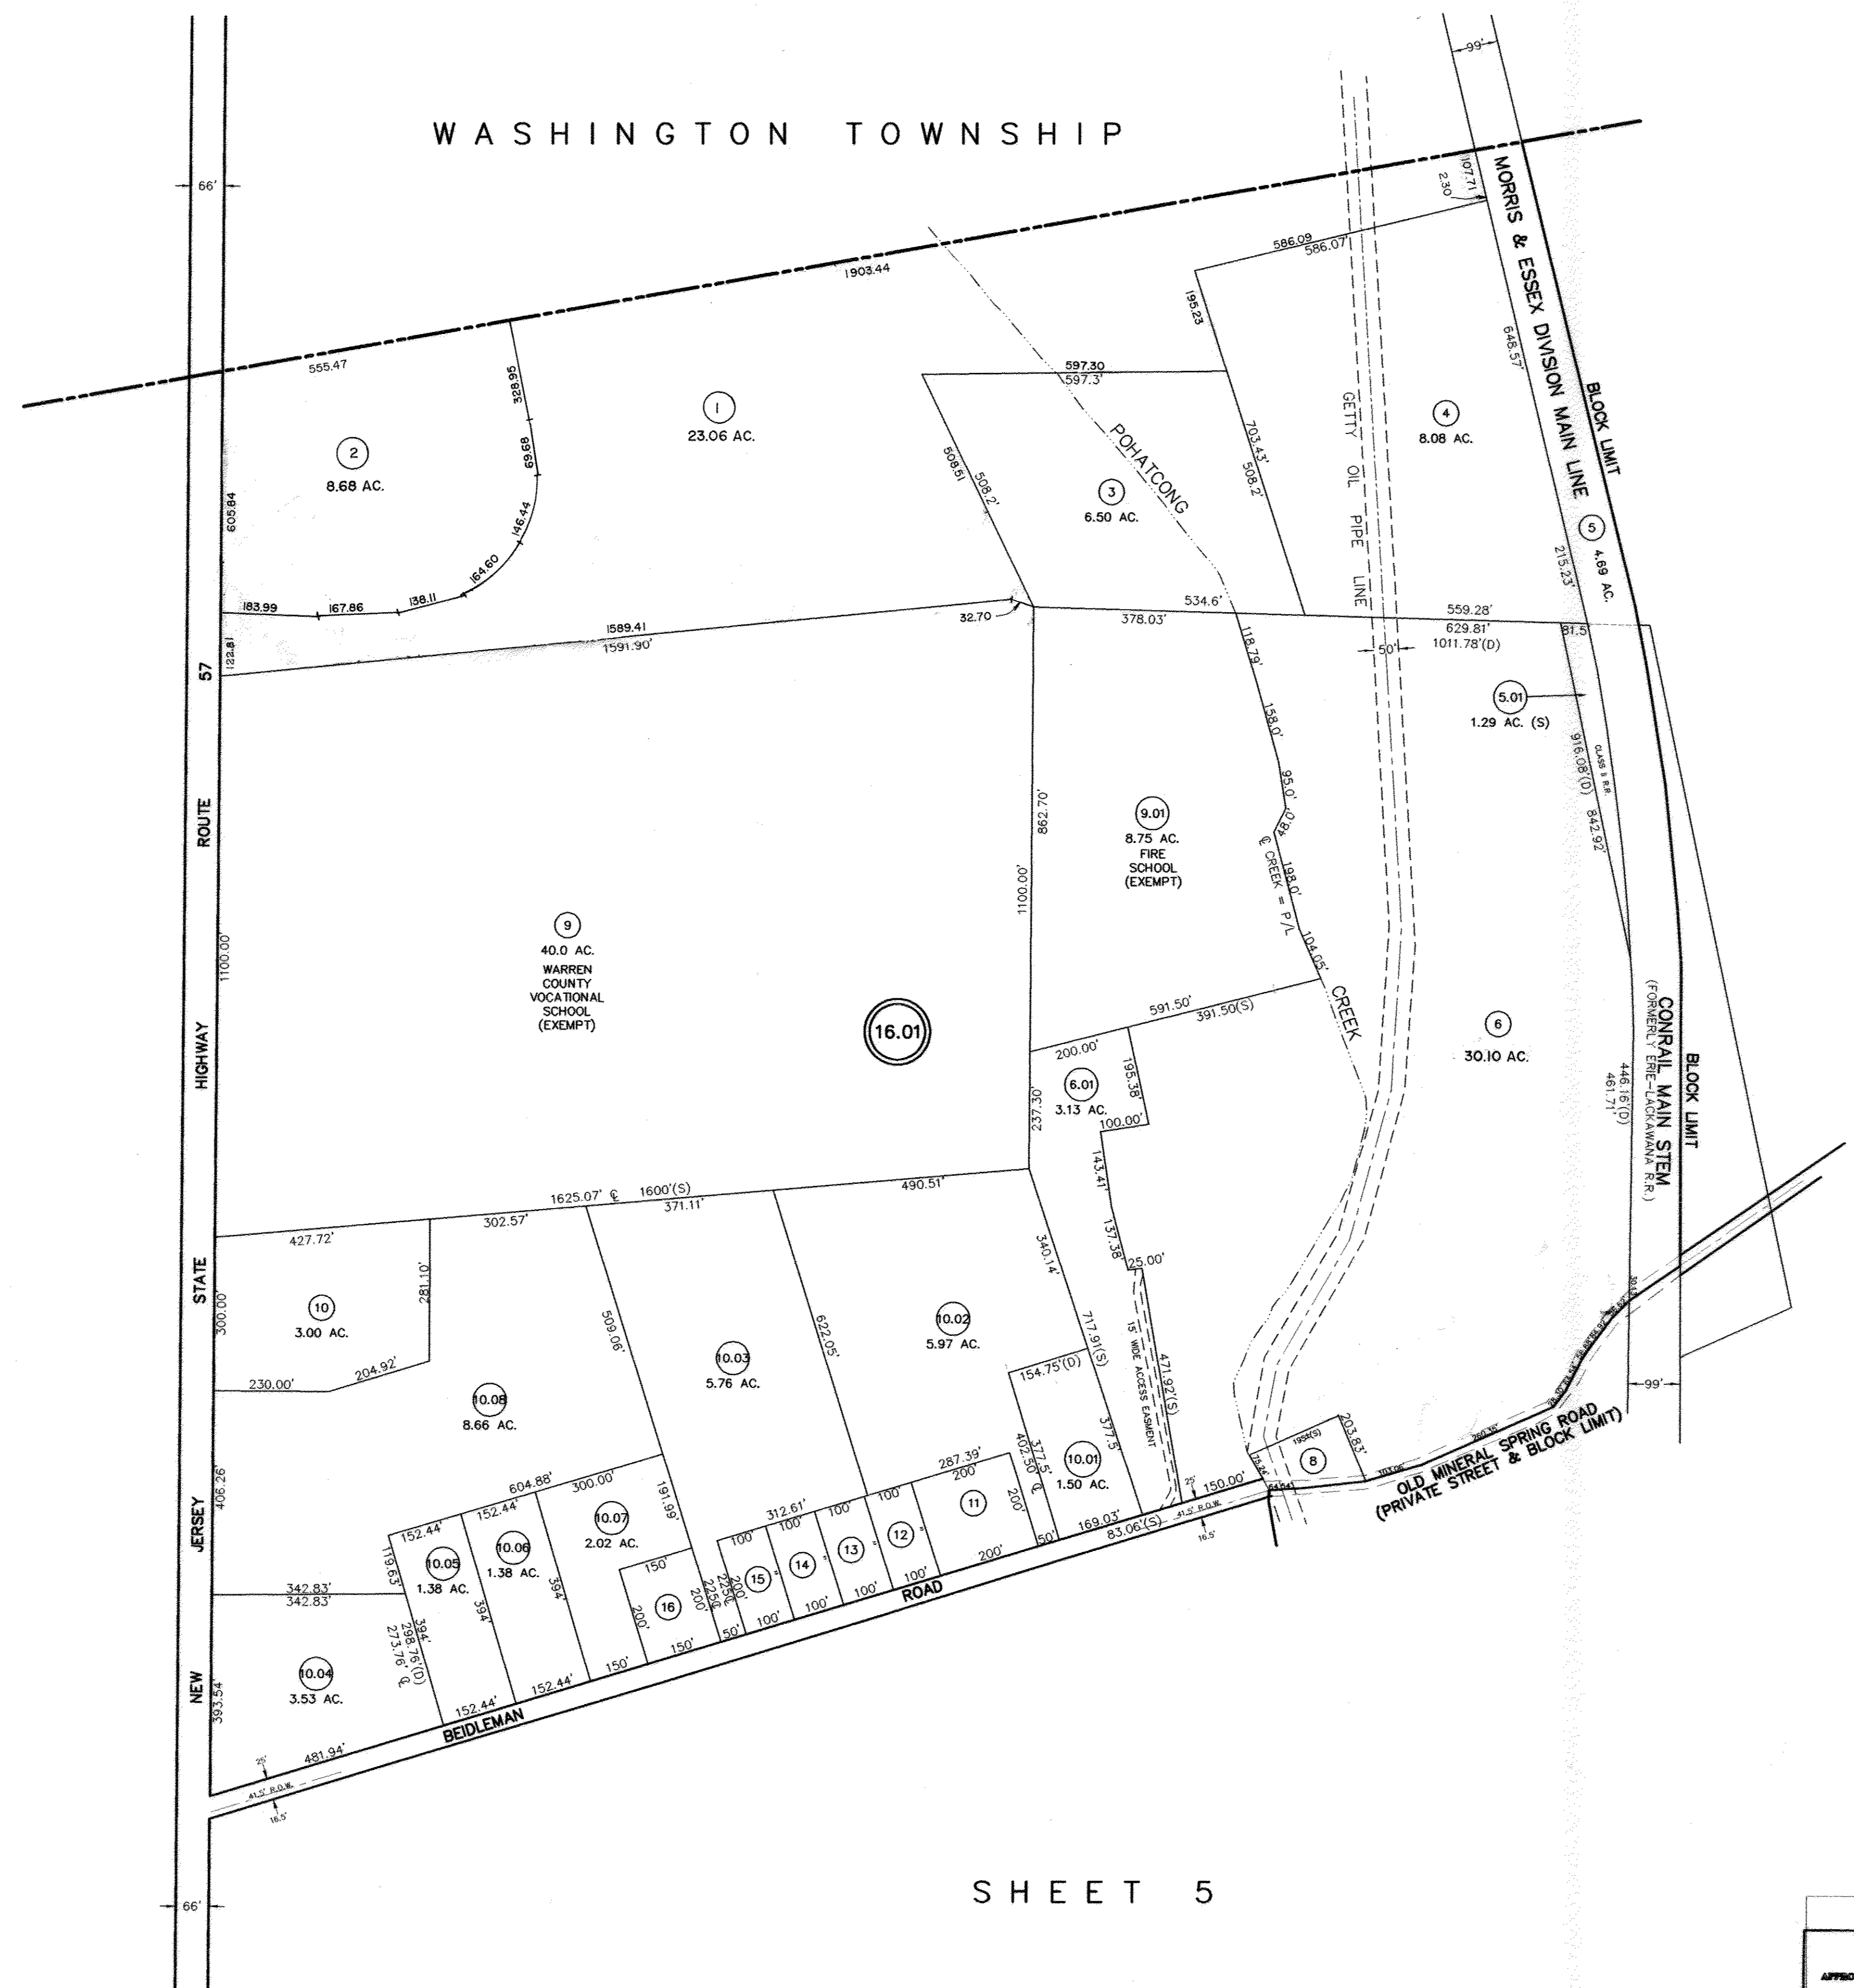 WASHINGTON TOWNSHIP
99'
66'
107.71
2.30
MORRIS & ESSEX DIVISION MAIN LINE
586.09
586.07'
1903.44
555.47
195.23
648.57'
BLOCK LIMIT
328.95
597.30
597.3'
GETTY OIL PIPE LINE
1
23.06 AC.
2
8.68 AC.
4
8.08 AC.
69.68
POHATCONG
703.43'
508.2'
508.61
508.2'
3
6.50 AC.
605.84
146.44
5
4.69 AC.
215.23'
164.60
183.99
167.86
138.11
1589.41
1591.90'
32.70
534.6'
378.03'
559.28'
629.81'
1011.78'(D)
81.5
122.81
118.79'
50'
5.01
1.29 AC. (S)
158.0'
916.08'(D)
842.92'
CLASS II R.R.
95.0'
48.0'
862.70'
9.01
8.75 AC.
FIRE
SCHOOL
(EXEMPT)
℄ CREEK = P/L
198.0'
1100.00'
104.05'
9
40.0 AC.
WARREN
COUNTY
VOCATIONAL
SCHOOL
(EXEMPT)
1100.00'
16.01
CREEK
591.50'
391.50(S)
200.00'
195.38'
6
30.10 AC.
CONRAIL MAIN STEM
(FORMERLY ERIE-LACKAWANA R.R.)
BLOCK LIMIT
446.16'(D)
461.71'
6.01
3.13 AC.
237.30'
100.00'
143.41'
137.38'
25.00'
NEW JERSEY STATE HIGHWAY ROUTE 57
1625.07' ℄ 1600'(S)
490.51'
371.11'
302.57'
427.72'
281.10'
340.14'
300.00'
10
3.00 AC.
204.92'
230.00'
509.06'
622.05'
10.02
5.97 AC.
10.03
5.76 AC.
717.91(S)
15' WIDE ACCESS EASMENT
471.92'(S)
154.75'(D)
10.08
8.66 AC.
99'
377.5'
377.5'
402.50' ℄
10.01
1.50 AC.
203.83'
8
75.24'
260.35'
103.06'
OLD MINERAL SPRING ROAD
(PRIVATE STREET & BLOCK LIMIT)
406.26'
604.88'
300.00'
191.99'
287.39'
200'
200'
11
150.00'
25'
41.5' R.O.W.
16.5'
169.03'
83.06'(S)
50'
152.44'
152.44'
10.07
2.02 AC.
312.61'
100'
100'
100'
100'
12
13
14
15
10.06
1.38 AC.
10.05
1.38 AC.
119.63'
150'
16
200'
200'
225℄
225℄
200'
342.83'
342.83'
394'
394'
394'
298.76'(D)
273.76' ℄
200'
100'
100'
100'
100'
50'
150'
150'
152.44'
152.44'
10.04
3.53 AC.
393.54'
BEIDLEMAN ROAD
481.94'
25'
41.5' R.O.W.
16.5'
SHEET 5
66'